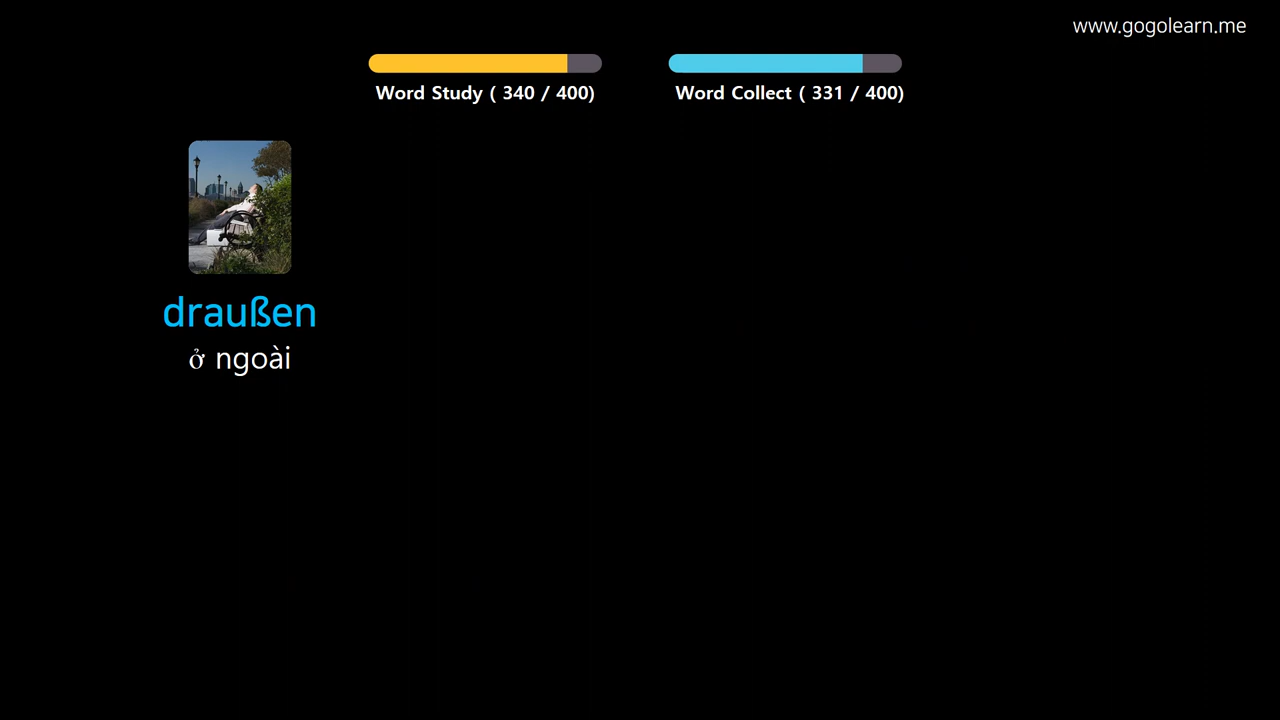 www.gogolearn.me
Word Study ( 340 / 400)
Word Collect ( 331 / 400)
draußen
ở ngoài